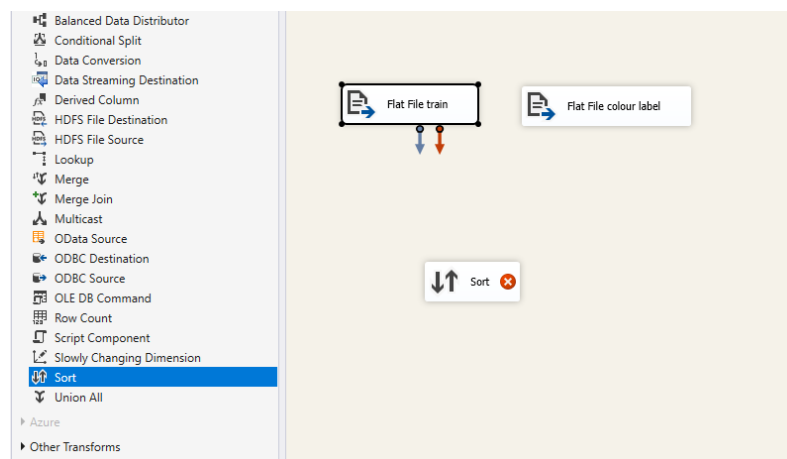 Balanced Data Distributor
Conditional Split
Data Conversion
Data Streaming Destination
Derived Column
HDFS File Destination
HDFS File Source
Lookup
Merge
Merge Join
Multicast
OData Source
ODBC Destination
ODBC Source
OLE DB Command
Row Count
Script Component
Slowly Changing Dimension
Sort
Union All
Azure
Other Transforms
Flat File train
Flat File colour label
Sort